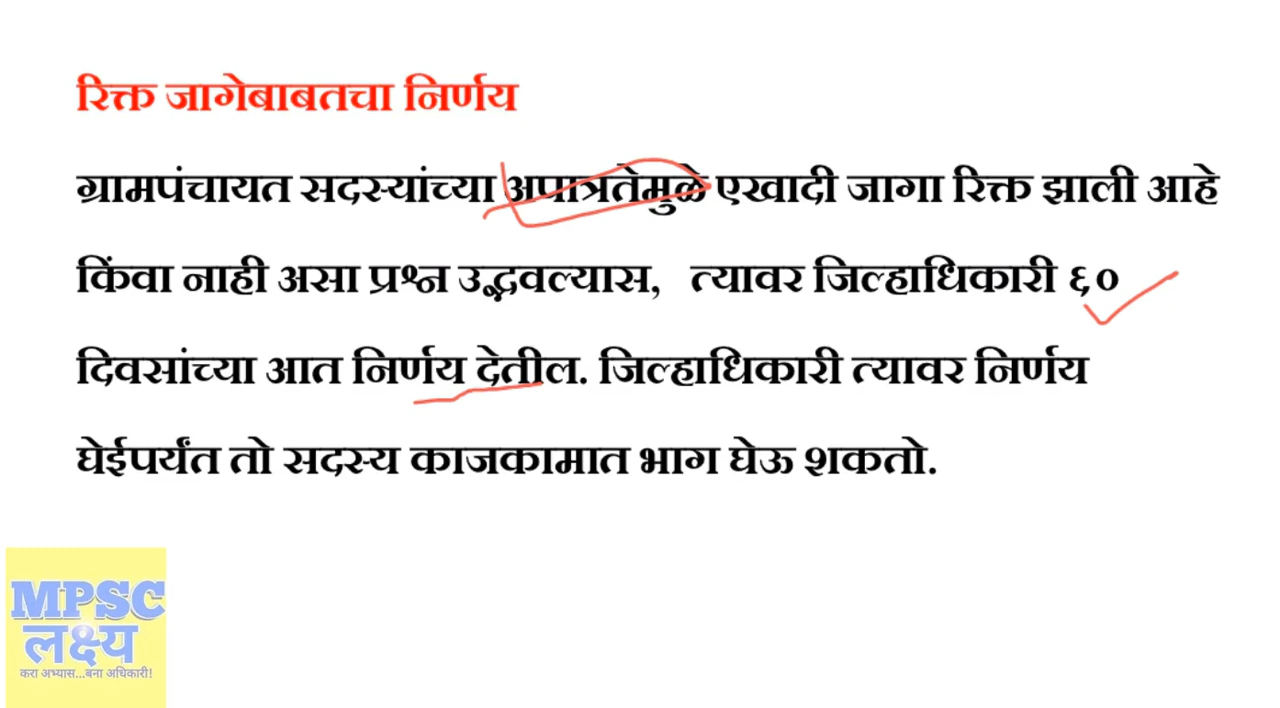 रिक्त जागेबाबतचा निर्णय
ग्रामपंचायत सदस्यांच्या अपात्रतेमुळे एखादी जागा रिक्त झाली आहे
किंवा नाही असा प्रश्न उद्भवल्यास, त्यावर जिल्हाधिकारी ६०
दिवसांच्या आत निर्णय देतील. जिल्हाधिकारी त्यावर निर्णय
घेईपर्यंत तो सदस्य काजकामात भाग घेऊ शकतो.
MPSC
लक्ष्य
करा अभ्यास...बना अधिकारी!